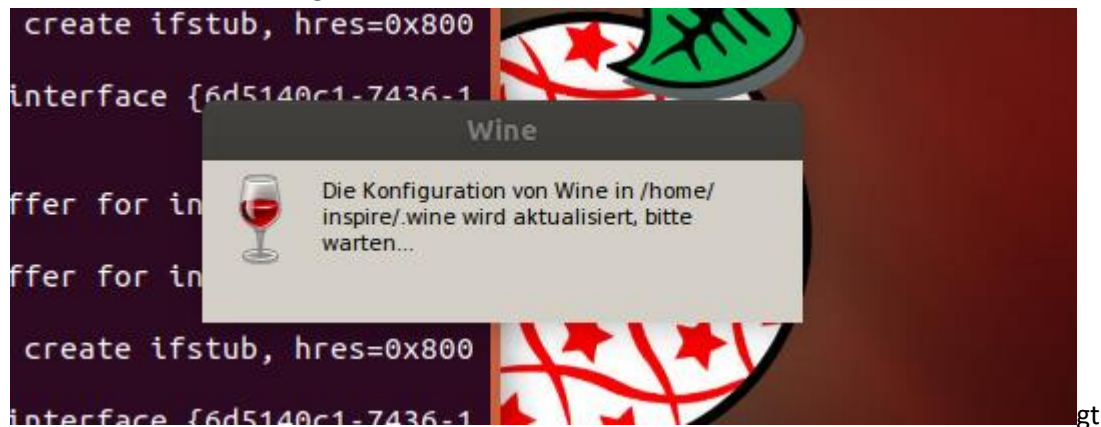 create ifstub, hres=0x800
interface {6d5140c1-7436-1
Wine
Die Konfiguration von Wine in /home/
inspire/.wine wird aktualisiert, bitte
warten...
ffer for in
ffer for in
create ifstub, hres=0x800
interface {6d5140c1-7436-1
gt